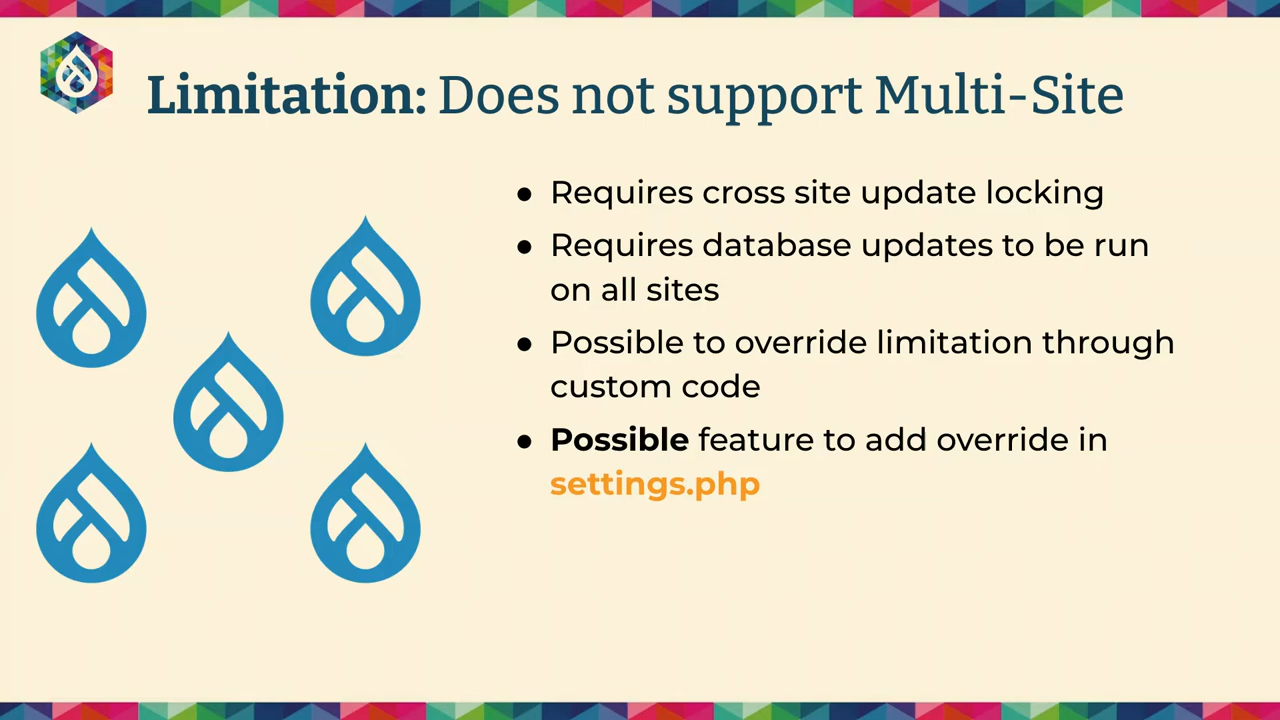 Limitation: Does not support Multi-Site
● Requires cross site update locking
● Requires database updates to be run
on all sites
● Possible to override limitation through
custom code
● Possible feature to add override in
settings.php